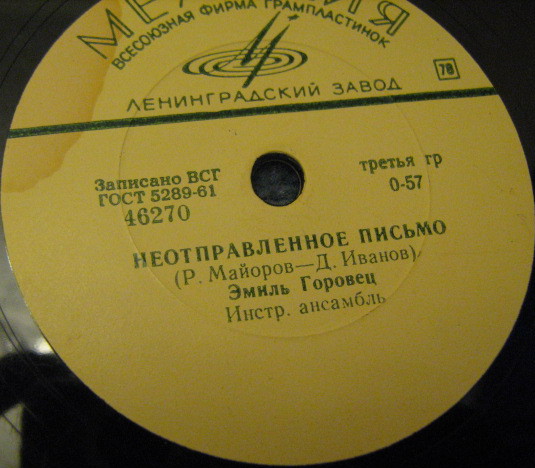 МЕЛОДИЯ
ВСЕСОЮЗНАЯ ФИРМА ГРАМПЛАСТИНОК
ЛЕНИНГРАДСКИЙ ЗАВОД
78
Записано ВСГ
ГОСТ 5289-61
46270
третья гр
0-57
НЕОТПРАВЛЕННОЕ ПИСЬМО
(Р. Майоров—Д. Иванов)
Эмиль Горовец
Инстр. ансамбль